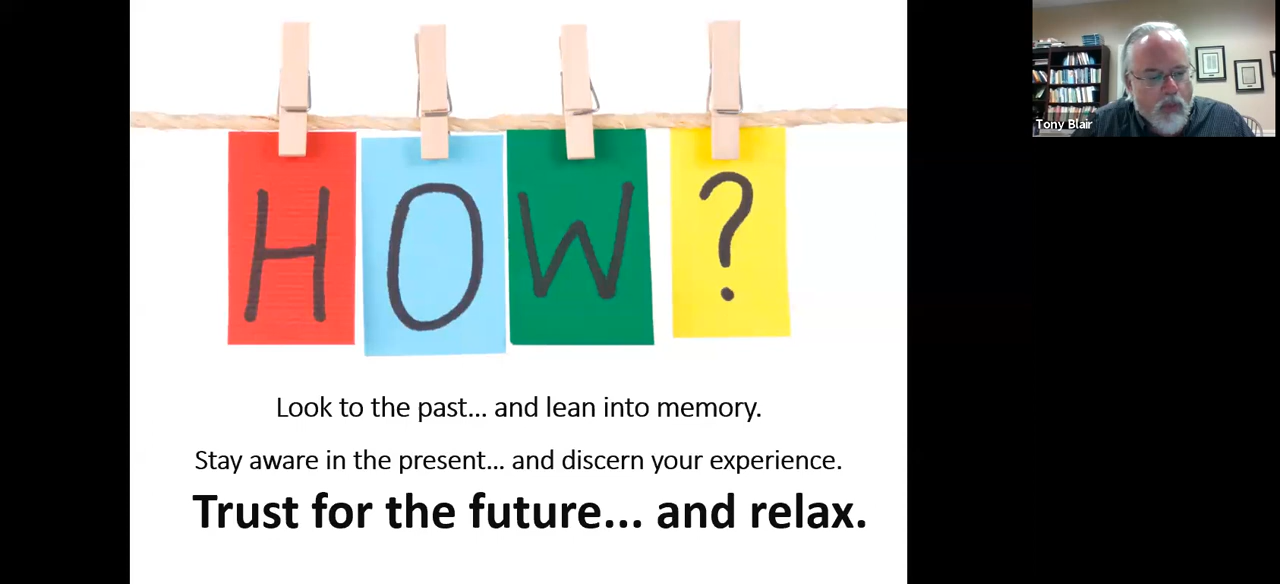 HOW?
Tony Blair
Look to the past... and lean into memory.
Stay aware in the present... and discern your experience.
Trust for the future... and relax.